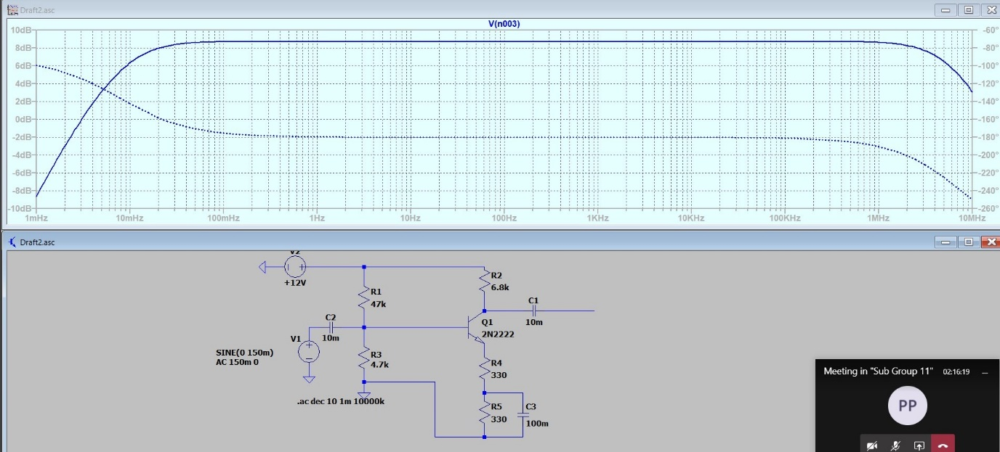 Draft2.asc
V(n003)
10dB
8dB
6dB
4dB
2dB
0dB
-2dB
-4dB
-6dB
-8dB
-10dB
-60°
-80°
-100°
-120°
-140°
-160°
-180°
-200°
-220°
-240°
-260°
1mHz 10mHz 100mHz 1Hz 10Hz 100Hz 1KHz 10KHz 100KHz 1MHz 10MHz
Draft2.asc
V2
+12V
R1
47k
R2
6.8k
C1
10m
C2
10m
Q1
2N2222
V1
SINE(0 150m)
AC 150m 0
R3
4.7k
R4
330
.ac dec 10 1m 10000k
R5
330
C3
100m
Meeting in "Sub Group 11" 02:16:19
PP